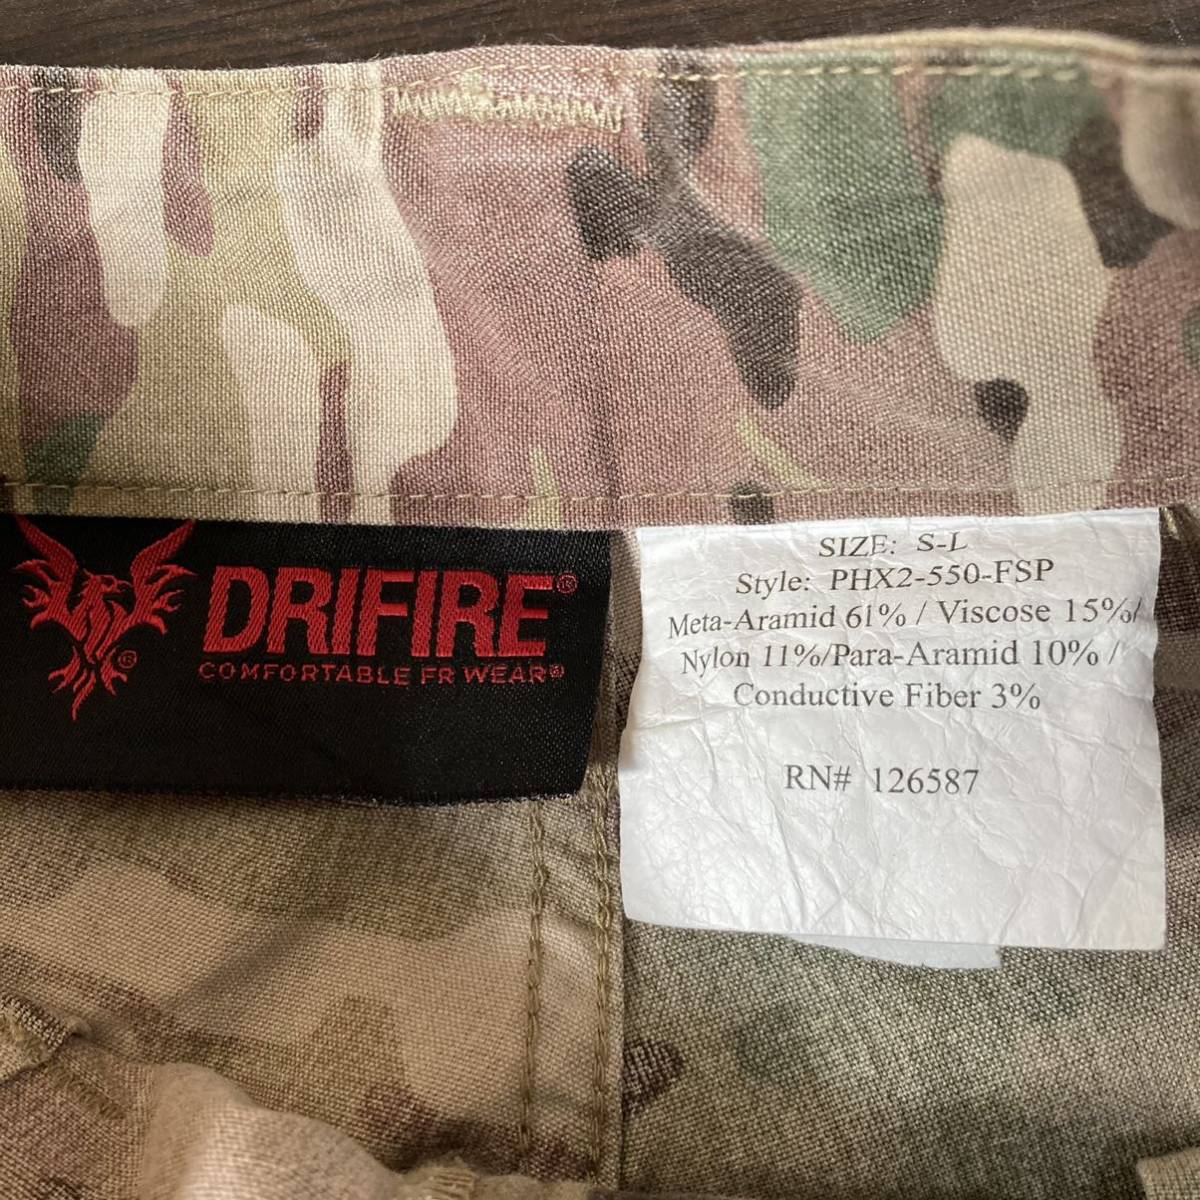 DRIFIRE®
®
COMFORTABLE FR WEAR®
SIZE: S-L
Style: PHX2-550-FSP
Meta-Aramid 61% / Viscose 15%/
Nylon 11%/Para-Aramid 10% /
Conductive Fiber 3%
RN# 126587